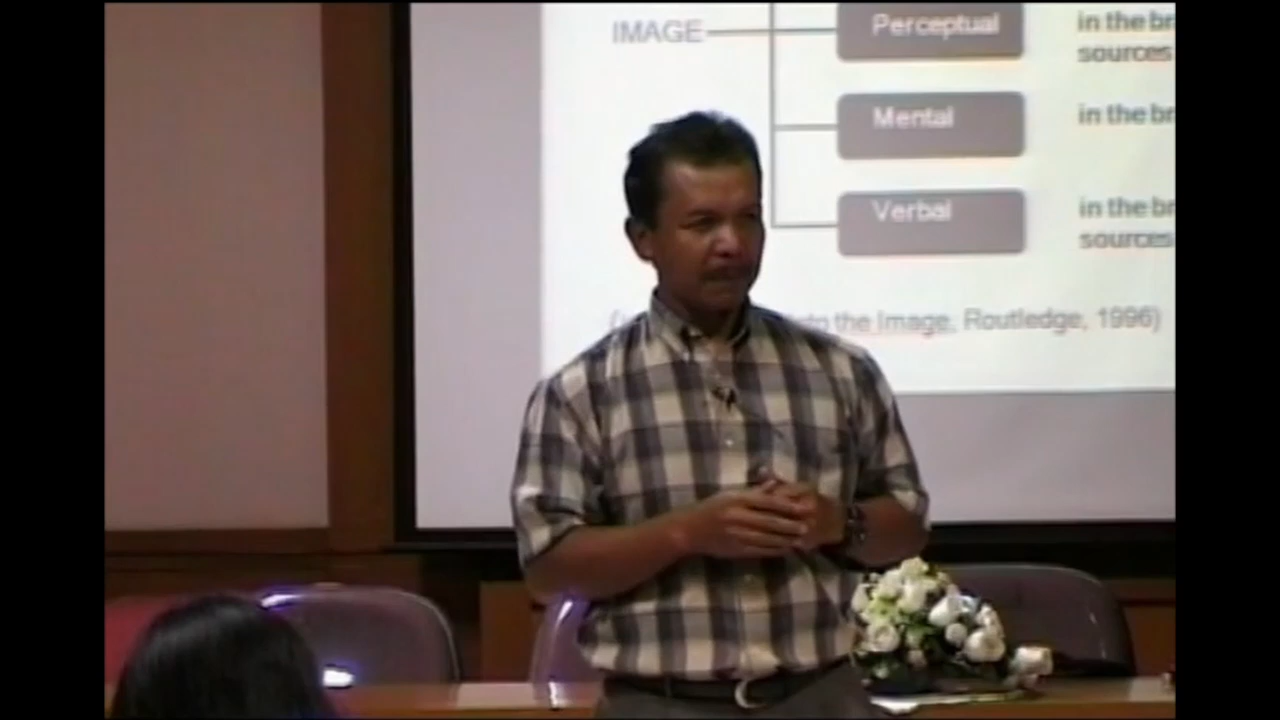 IMAGE
Perceptual
in the br
sources
Mental
in the br
Verbal
in the br
sources
the Image, Routledge, 1996)